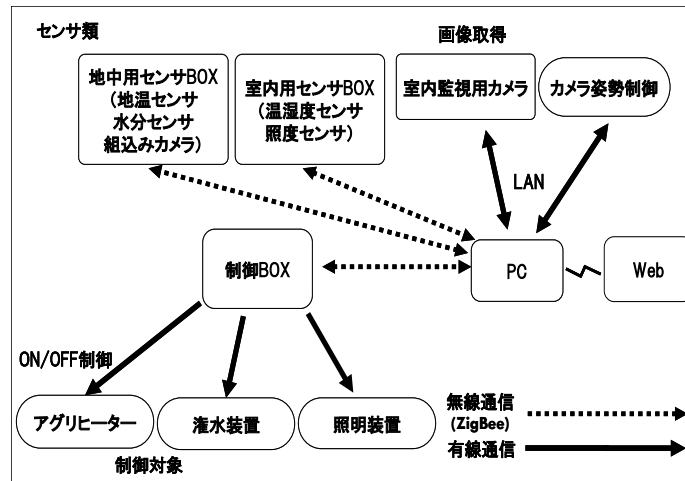 センサ類
画像取得
地中用センサBOX
(地温センサ
水分センサ
組込みカメラ)
室内用センサBOX
(温湿度センサ
照度センサ)
室内監視用カメラ
カメラ姿勢制御
LAN
制御BOX
PC
Web
ON/OFF制御
アグリヒーター
潅水装置
照明装置
制御対象
無線通信
(ZigBee)
有線通信